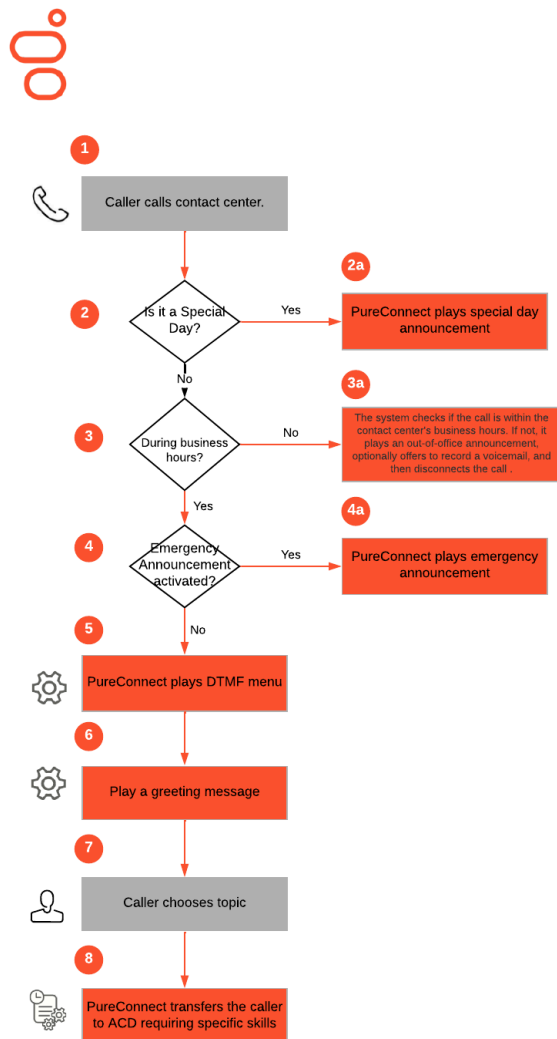 1
Caller calls contact center.
2a
2
Is it a Special
Day?
Yes
PureConnect plays special day
announcement
No
3a
3
During business
hours?
No
The system checks if the call is within the
contact center's business hours. If not, it
plays an out-of-office announcement,
optionally offers to record a voicemail, and
then disconnects the call .
Yes
4a
4
Emergency
Announcement
activated?
Yes
PureConnect plays emergency
announcement
No
5
PureConnect plays DTMF menu
6
Play a greeting message
7
Caller chooses topic
8
PureConnect transfers the caller
to ACD requiring specific skills